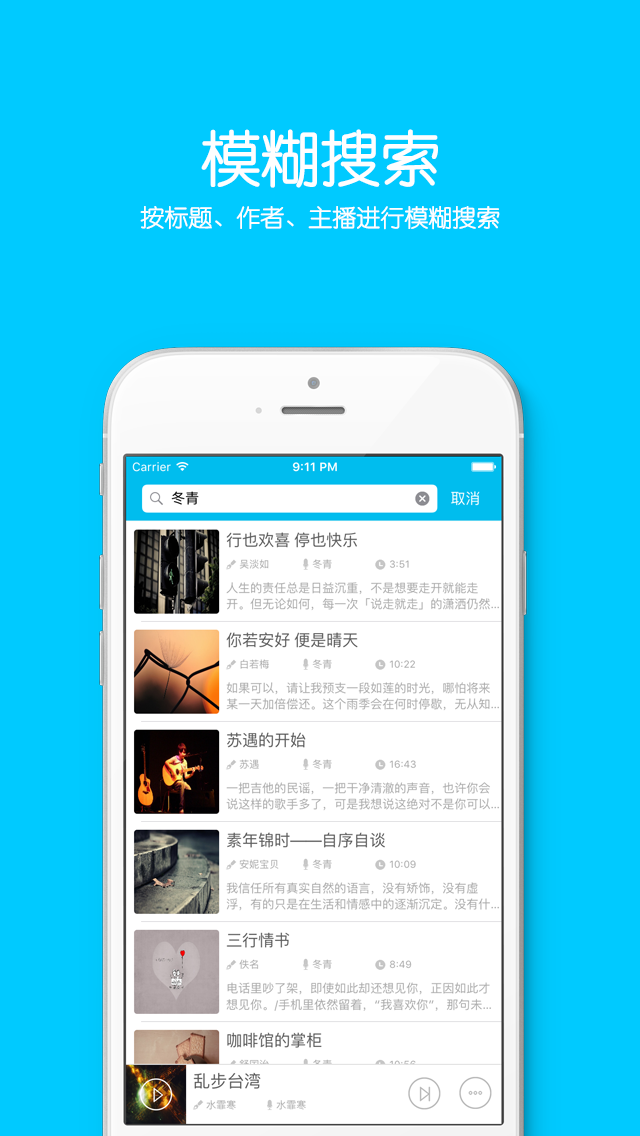 模糊搜索
按标题、作者、主播进行模糊搜索
Carrier 9:11 PM
冬青 取消
行也欢喜 停也快乐
吴淡如 冬青 3:51
人生的责任总是日益沉重，不是想要走开就能走
开。但无论如何，每一次「说走就走」的潇洒仍然...
你若安好 便是晴天
白若梅 冬青 10:22
如果可以，请让我预支一段如莲的时光，哪怕将来
某一天加倍偿还。这个雨季会在何时停歇，无从知...
苏遇的开始
苏遇 冬青 16:43
一把吉他的民谣，一把干净清澈的声音，也许你会
说这样的歌手多了，可是我想说这绝对不是你可以...
素年锦时——自序自谈
安妮宝贝 冬青 10:09
我信任所有真实自然的语言，没有矫饰，没有虚
浮，有的只是在生活和情感中的逐渐沉定。没有什...
三行情书
佚名 冬青 8:49
电话里吵了架，即使如此却还想见你，正因如此才
想见你。/手机里依然留着，“我喜欢你”，那句未...
咖啡馆的掌柜
冬青
乱步台湾
水霏寒 水霏寒